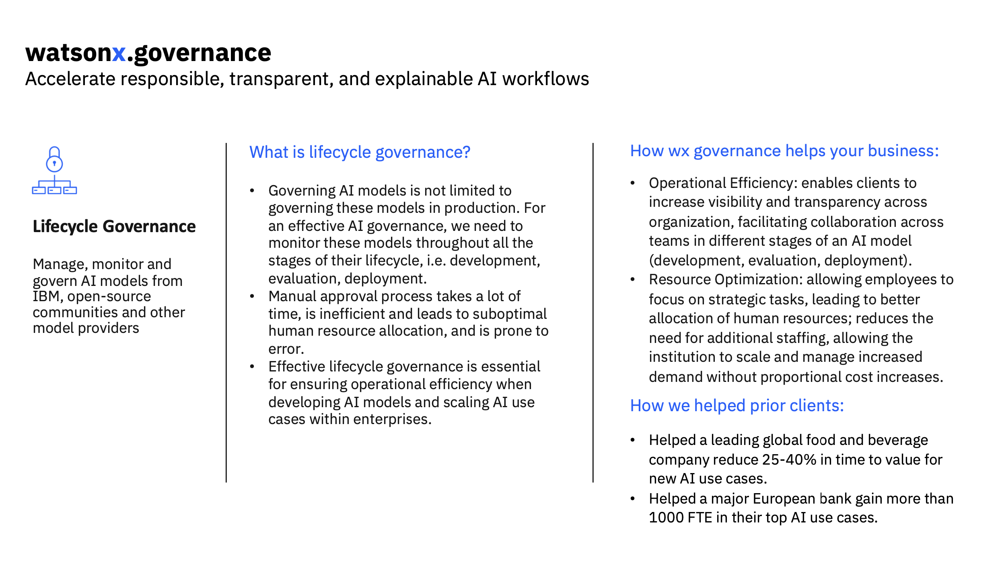 watsonx.governance
Accelerate responsible, transparent, and explainable AI workflows
Lifecycle Governance
Manage, monitor and
govern AI models from
IBM, open-source
communities and other
model providers
What is lifecycle governance?
• Governing AI models is not limited to
governing these models in production. For
an effective AI governance, we need to
monitor these models throughout all the
stages of their lifecycle, i.e. development,
evaluation, deployment.
• Manual approval process takes a lot of
time, is inefficient and leads to suboptimal
human resource allocation, and is prone to
error.
• Effective lifecycle governance is essential
for ensuring operational efficiency when
developing AI models and scaling AI use
cases within enterprises.
How wx governance helps your business:
• Operational Efficiency: enables clients to
increase visibility and transparency across
organization, facilitating collaboration across
teams in different stages of an AI model
(development, evaluation, deployment).
• Resource Optimization: allowing employees to
focus on strategic tasks, leading to better
allocation of human resources; reduces the
need for additional staffing, allowing the
institution to scale and manage increased
demand without proportional cost increases.
How we helped prior clients:
• Helped a leading global food and beverage
company reduce 25-40% in time to value for
new AI use cases.
• Helped a major European bank gain more than
1000 FTE in their top AI use cases.